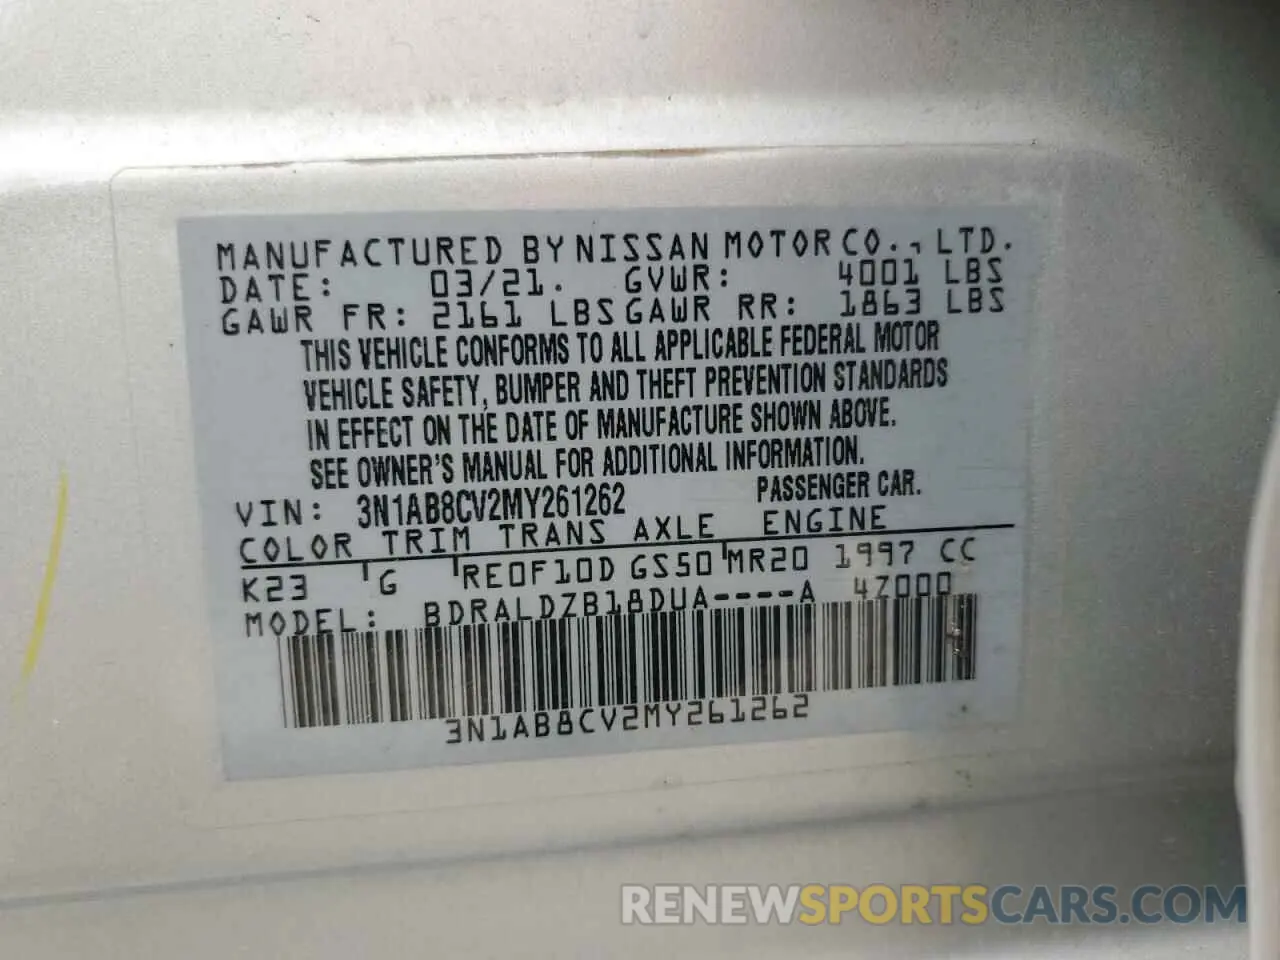 MANUFACTURED BY NISSAN MOTOR CO., LTD.
DATE: 03/21. GVWR: 4001 LBS
GAWR FR: 2161 LBS GAWR RR: 1863 LBS
THIS VEHICLE CONFORMS TO ALL APPLICABLE FEDERAL MOTOR
VEHICLE SAFETY, BUMPER AND THEFT PREVENTION STANDARDS
IN EFFECT ON THE DATE OF MANUFACTURE SHOWN ABOVE.
SEE OWNER'S MANUAL FOR ADDITIONAL INFORMATION.
VIN: 3N1AB8CV2MY261262 PASSENGER CAR.
COLOR TRIM TRANS AXLE ENGINE
K23 G RE0F10D GS50 MR20 1997 CC
MODEL: BDRALDZB18DUA----A 4Z000
3N1AB8CV2MY261262
RENEWSPORTSCARS.COM